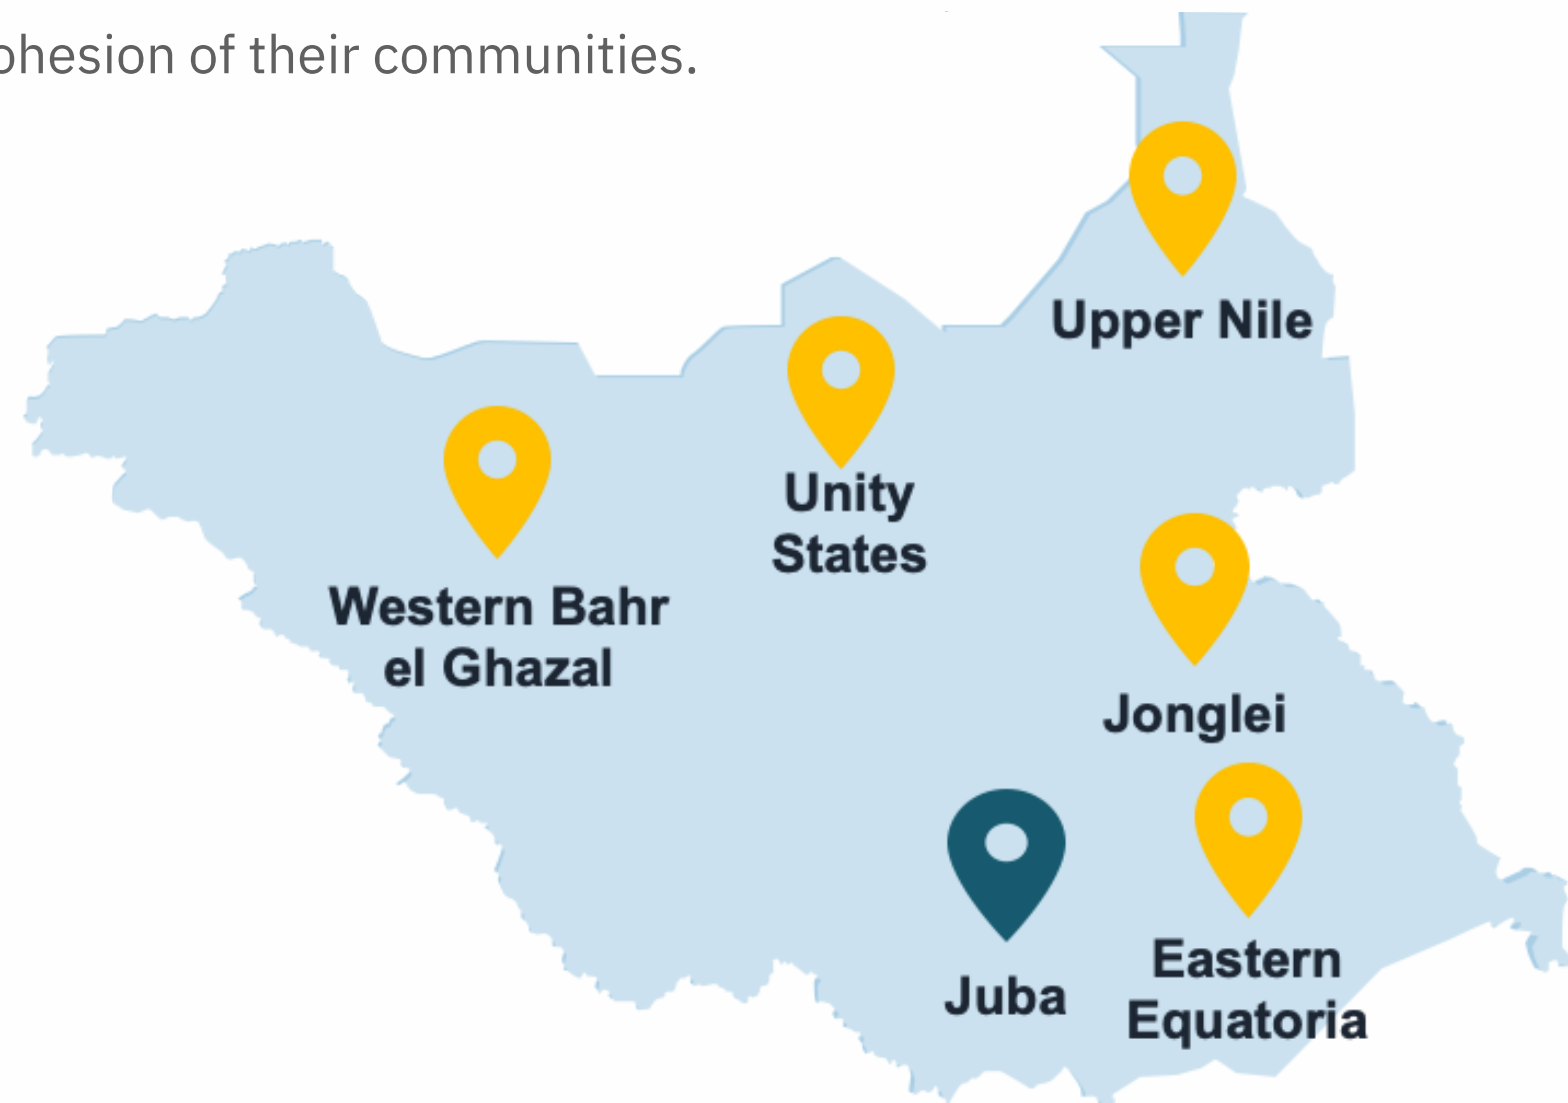 ohesion of their communities.
Upper Nile
Unity
States
Western Bahr
el Ghazal
Jonglei
Juba
Eastern
Equatoria